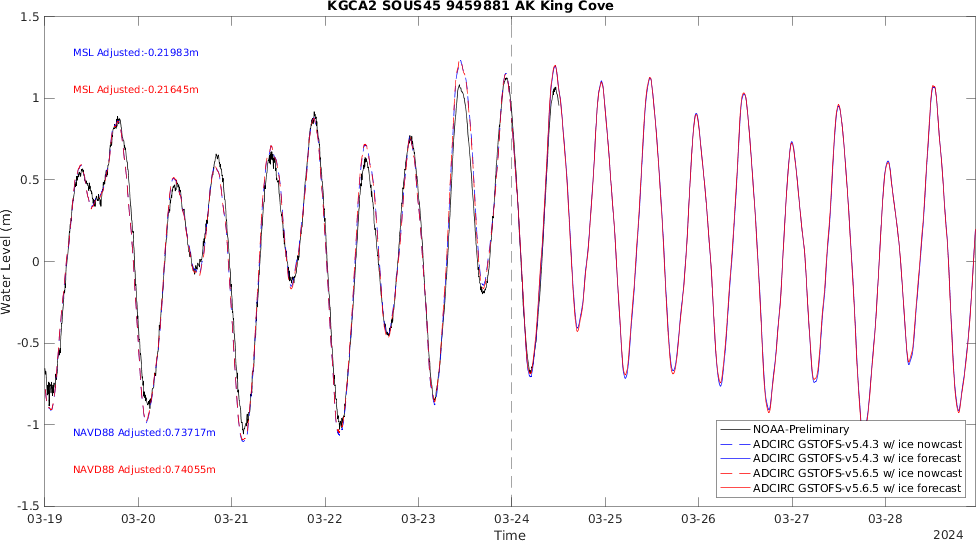 KGCA2 SOUS45 9459881 AK King Cove
1.5
1
0.5
0
-0.5
-1
-1.5
Water Level (m)
MSL Adjusted:-0.21983m
MSL Adjusted:-0.21645m
NAVD88 Adjusted:0.73717m
NAVD88 Adjusted:0.74055m
NOAA-Preliminary
ADCIRC GSTOFS-v5.4.3 w/ ice nowcast
ADCIRC GSTOFS-v5.4.3 w/ ice forecast
ADCIRC GSTOFS-v5.6.5 w/ ice nowcast
ADCIRC GSTOFS-v5.6.5 w/ ice forecast
03-19 03-20 03-21 03-22 03-23 03-24 03-25 03-26 03-27 03-28
Time
2024